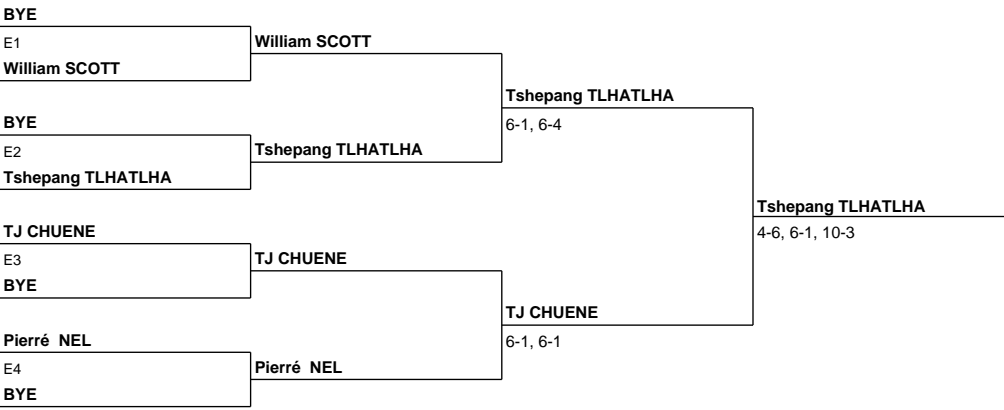 BYE
E1
William SCOTT
William SCOTT
BYE
E2
Tshepang TLHATLHA
Tshepang TLHATLHA
TJ CHUENE
E3
BYE
TJ CHUENE
Pierré  NEL
E4
BYE
Pierré  NEL
Tshepang TLHATLHA
6-1, 6-4
TJ CHUENE
6-1, 6-1
Tshepang TLHATLHA
4-6, 6-1, 10-3